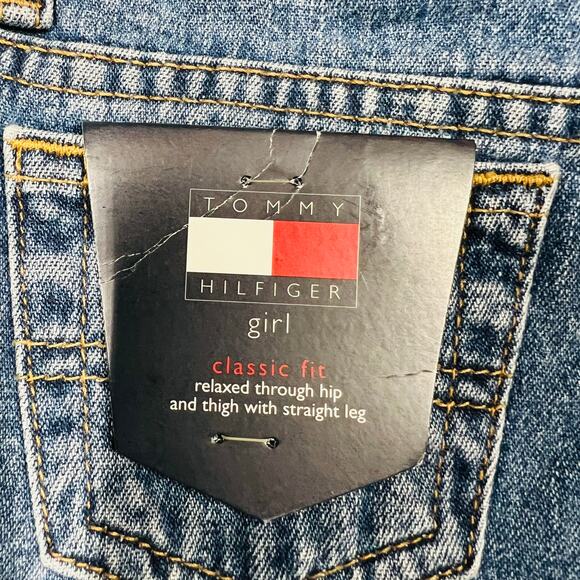 TOMMY
HILFIGER
girl
classic fit
relaxed through hip
and thigh with straight leg